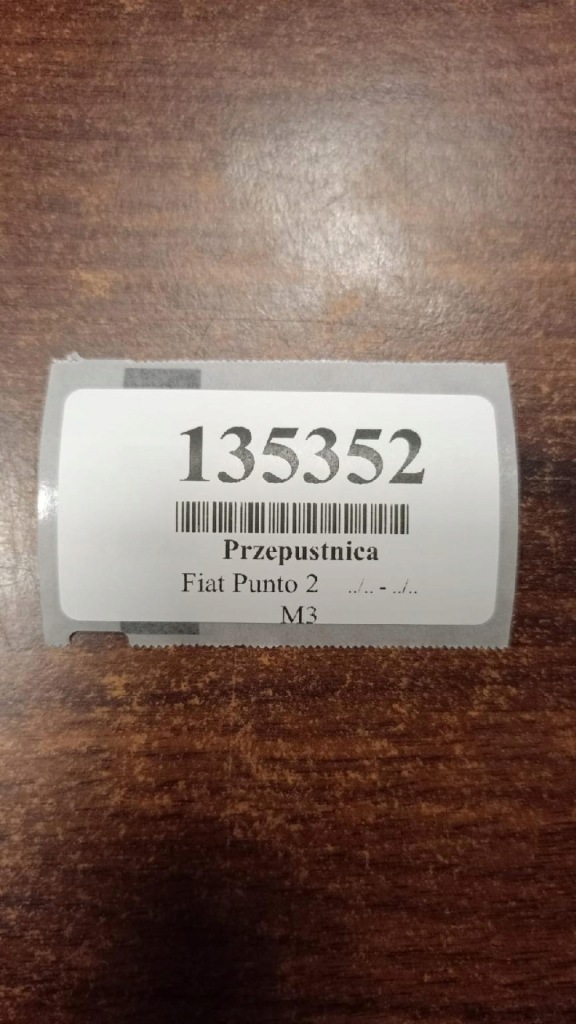 135352
Przepustnica
Fiat Punto 2 ../.. - ../..
M3